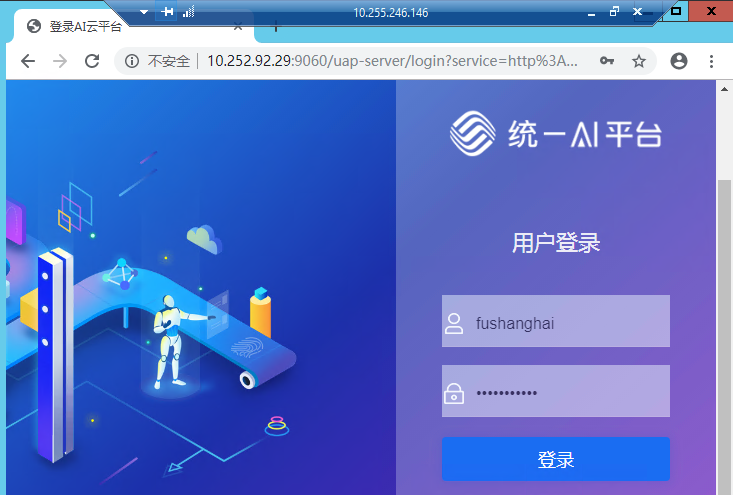 10.255.246.146
登录AI云平台
不安全 | 10.252.92.29:9060/uap-server/login?service=http%3A...
统一AI平台
用户登录
fushanghai
•••••••••••
登录